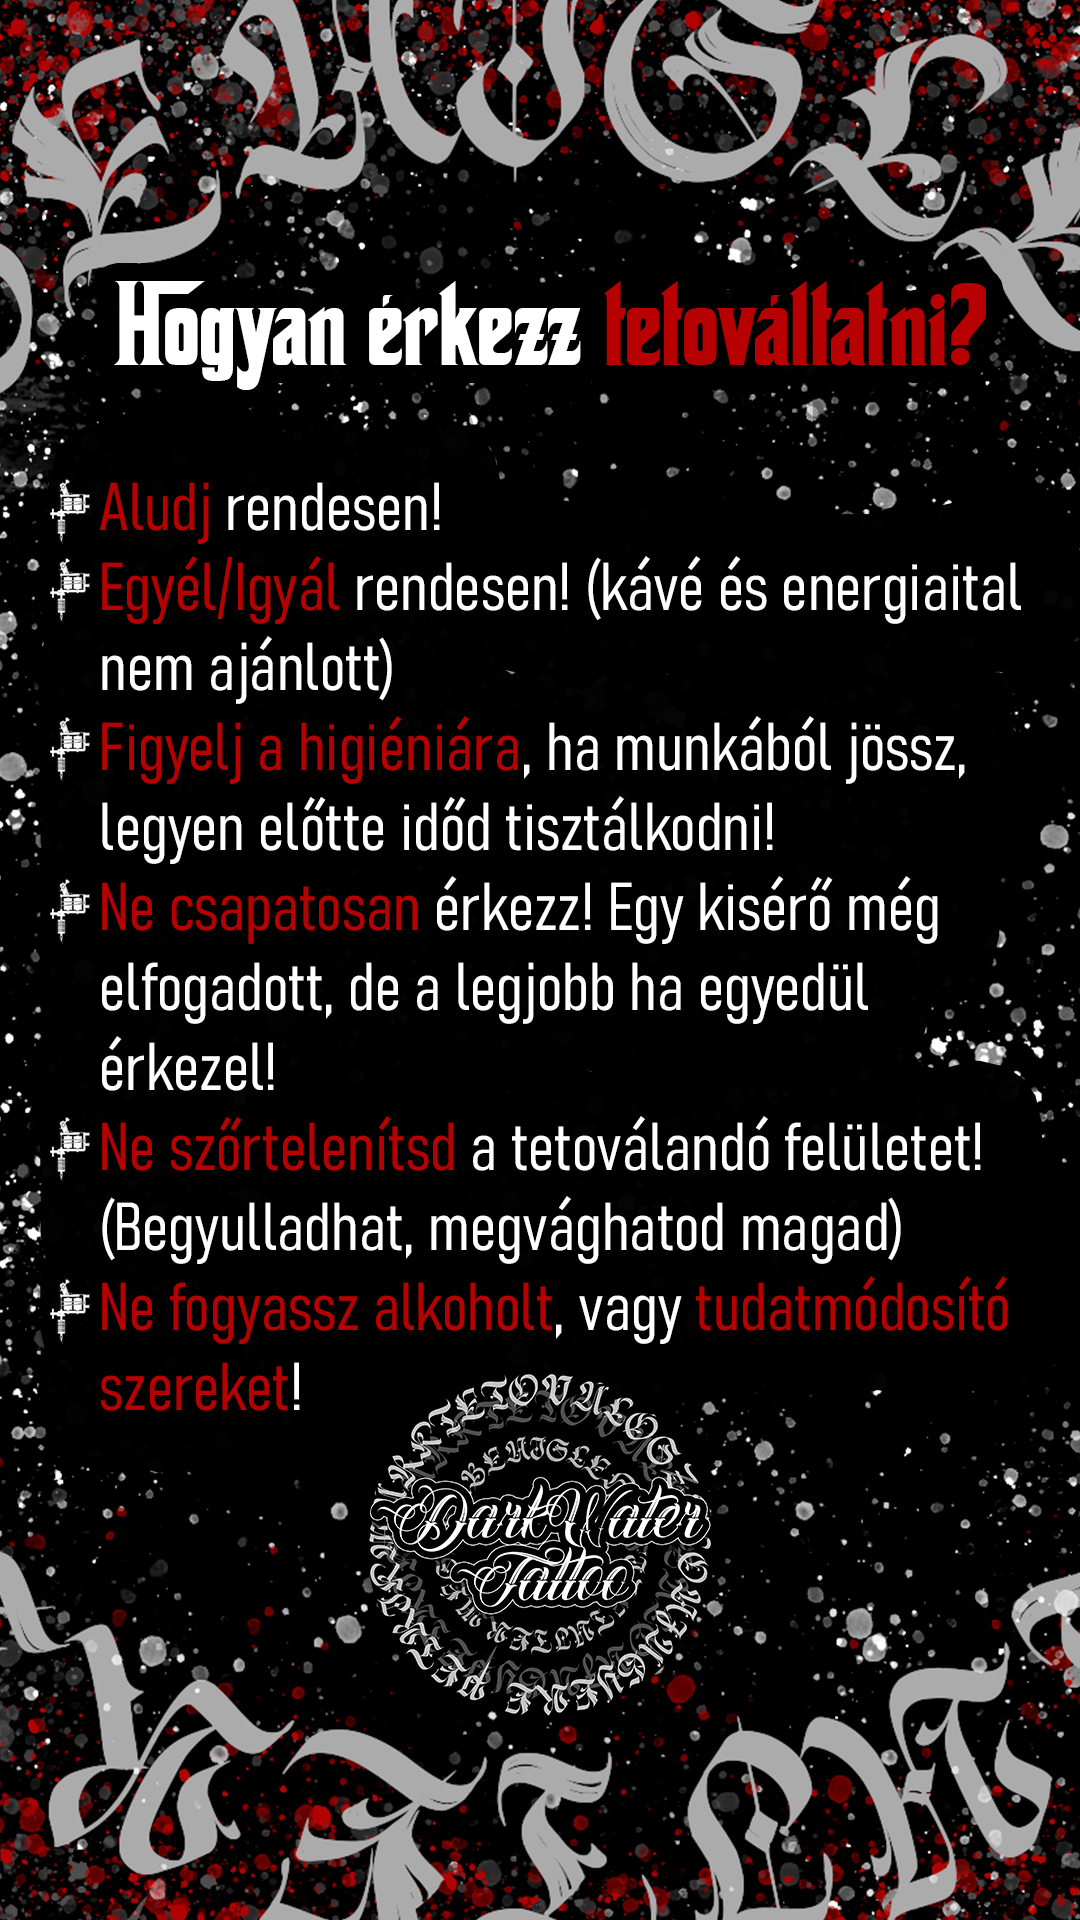 Hogyan érkezz tetováltatni?
Aludj rendesen!
Egyél/Igyál rendesen! (kávé és energiaital
nem ajánlott)
Figyelj a higiéniára, ha munkából jössz,
legyen előtte időd tisztálkodni!
Ne csapatosan érkezz! Egy kisérő még
elfogadott, de a legjobb ha egyedül
érkezel!
Ne szőrtelenítsd a tetoválandó felületet!
(Begyulladhat, megvághatod magad)
Ne fogyassz alkoholt, vagy tudatmódosító
szereket!
DarkWater
Tattoo